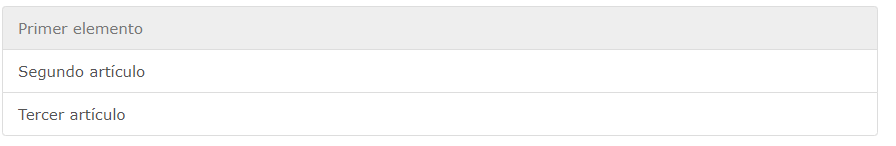 Primer elemento
Segundo artículo
Tercer artículo